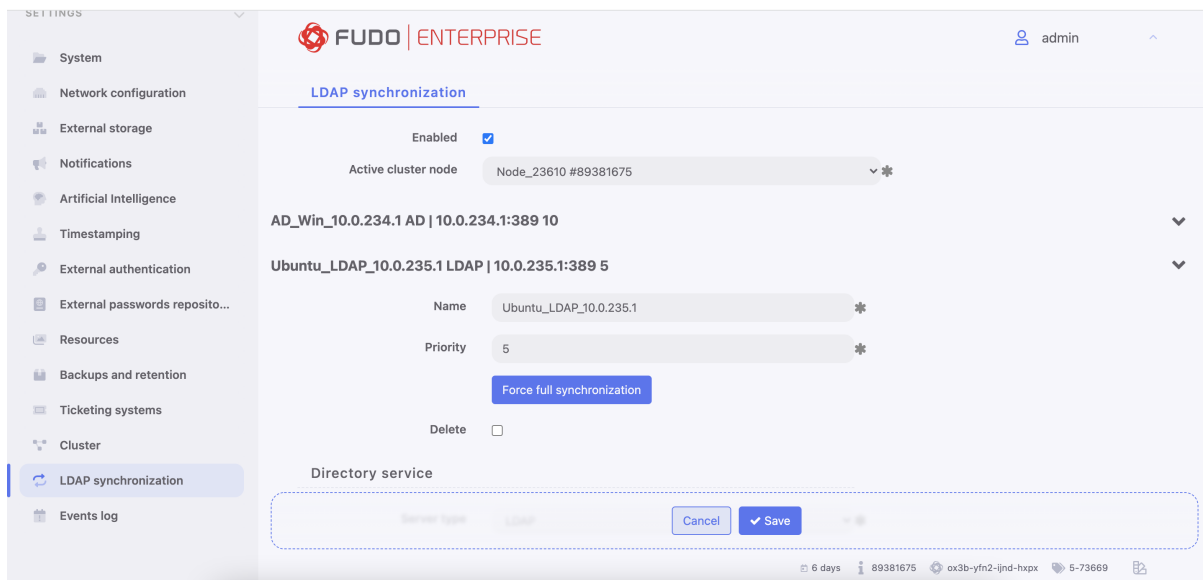 SETTINGS
System
Network configuration
External storage
Notifications
Artificial Intelligence
Timestamping
External authentication
External passwords reposito...
Resources
Backups and retention
Ticketing systems
Cluster
LDAP synchronization
Events log
FUDO | ENTERPRISE
admin
LDAP synchronization
Enabled
Active cluster node Node_23610 #89381675 ✱
AD_Win_10.0.234.1 AD | 10.0.234.1:389 10
Ubuntu_LDAP_10.0.235.1 LDAP | 10.0.235.1:389 5
Name Ubuntu_LDAP_10.0.235.1 ✱
Priority 5 ✱
Force full synchronization
Delete
Directory service
Server type LDAP
Cancel Save
6 days 89381675 ox3b-yfn2-ijnd-hxpx 5-73669